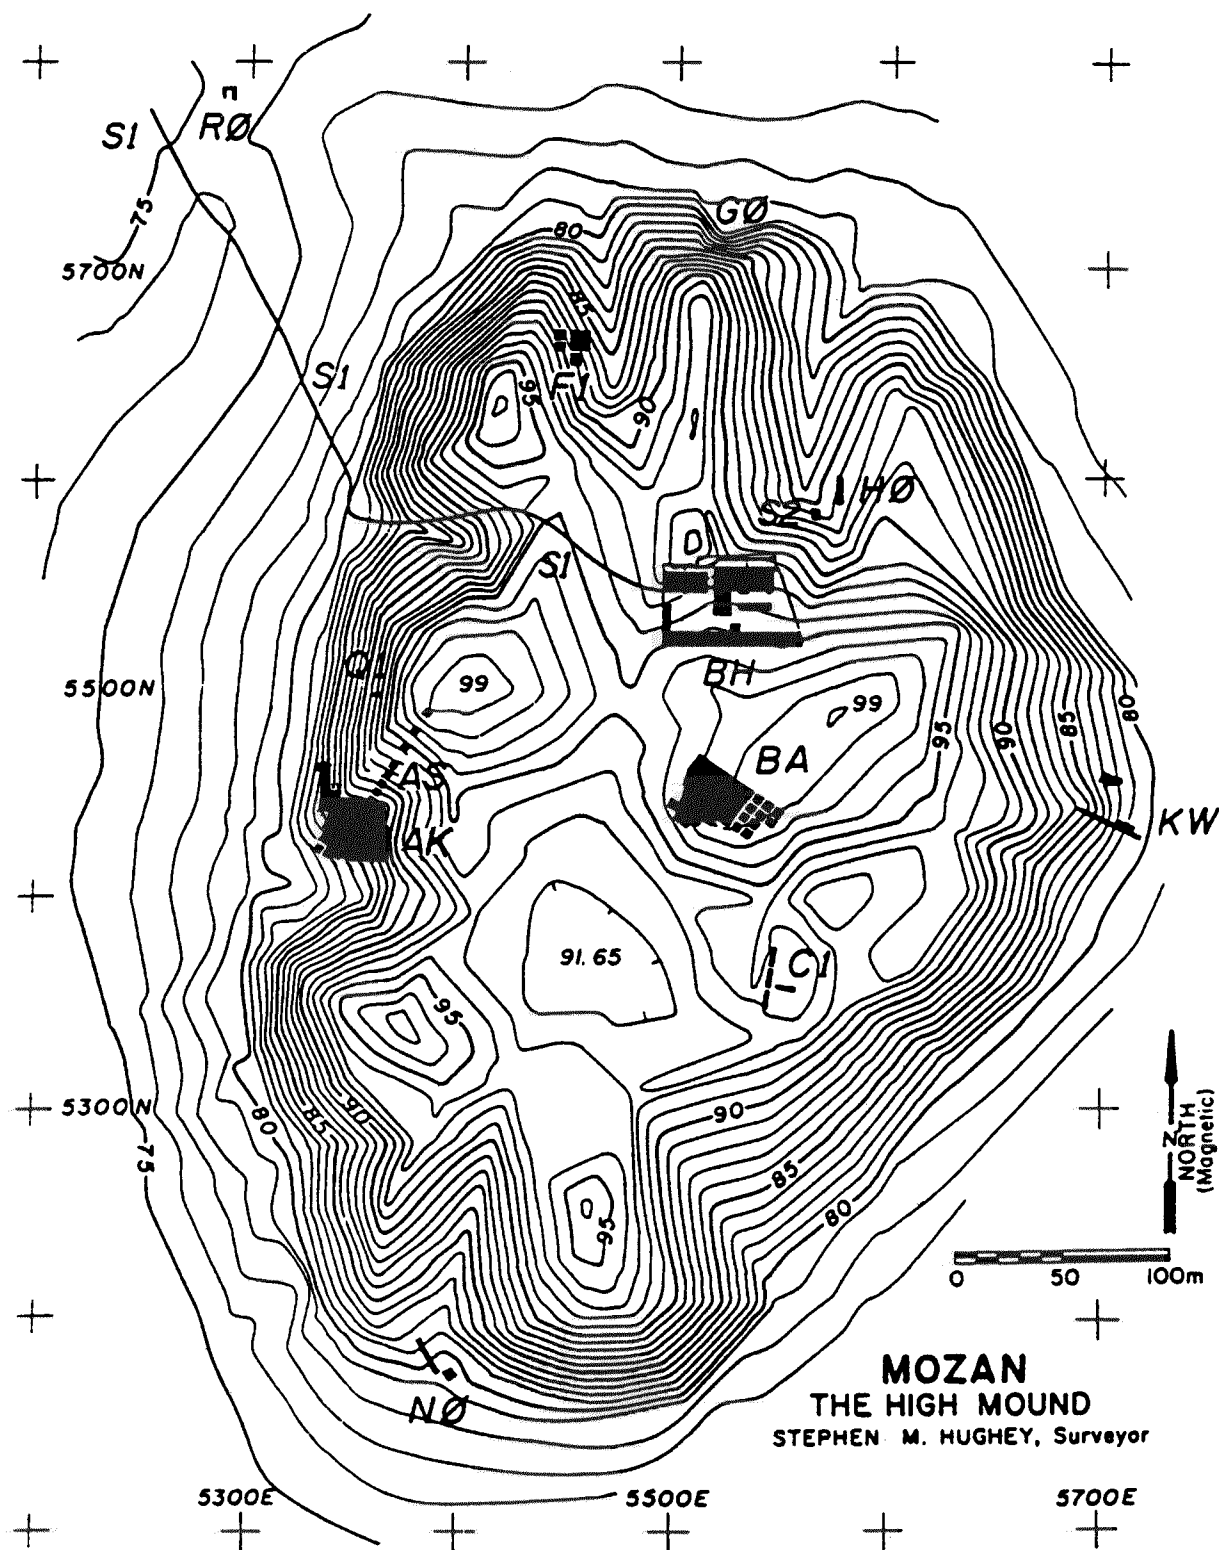 S1
RØ
GØ
75
80
5700N
85
S1
F1
95
90
S2
HØ
S1
Q1
BH
5500N
99
99
80
85
95
90
BA
AS
AK
KW
91.65
C1
95
5300N
90
85
80
90
75
85
80
95
N
NORTH
(Magnetic)
0 50 100m
NØ
MOZAN
THE HIGH MOUND
STEPHEN M. HUGHEY, Surveyor
5300E 5500E 5700E